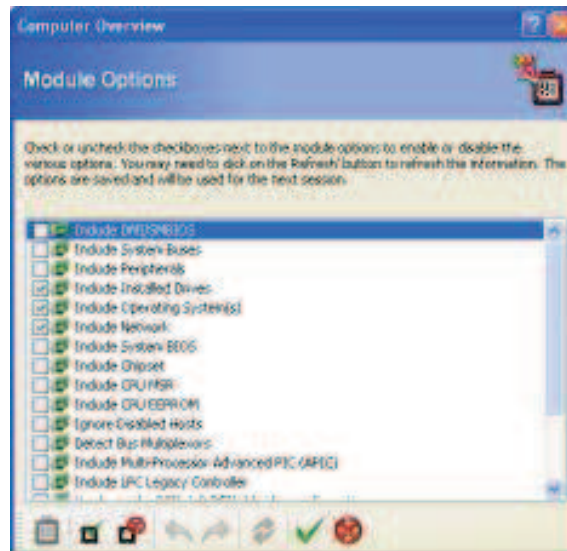 Computer Overview
Module Options
Check or uncheck the checkboxes next to the module options to enable or disable the
various options. You may need to click on the 'Refresh' button to refresh the information. The
options are saved and will be used for the next session.
Include DMI/SMBIOS
Include System Buses
Include Peripherals
Include Installed Drives
Include Operating System(s)
Include Network
Include System BIOS
Include Chipset
Include CPU MSR
Include CPU EEPROM
Ignore Disabled Hosts
Detect Bus Multiplexors
Include Multi-Processor Advanced PIC (APIC)
Include LPC Legacy Controller